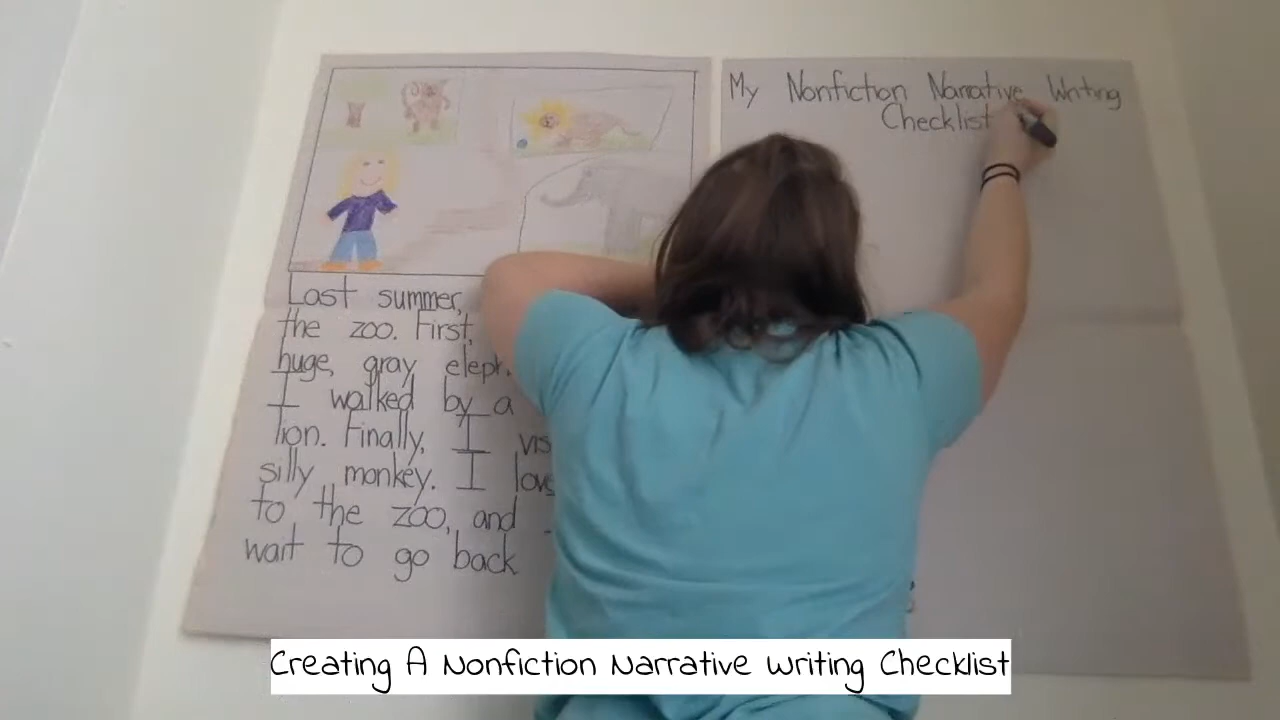 Last summer,
the zoo. First,
huge, gray
I walked by a
lion. Finally, I
silly monkey. I
to the zoo, and
wait to go back
My Nonfiction Narrative Writing
Checklist
Creating A Nonfiction Narrative Writing Checklist